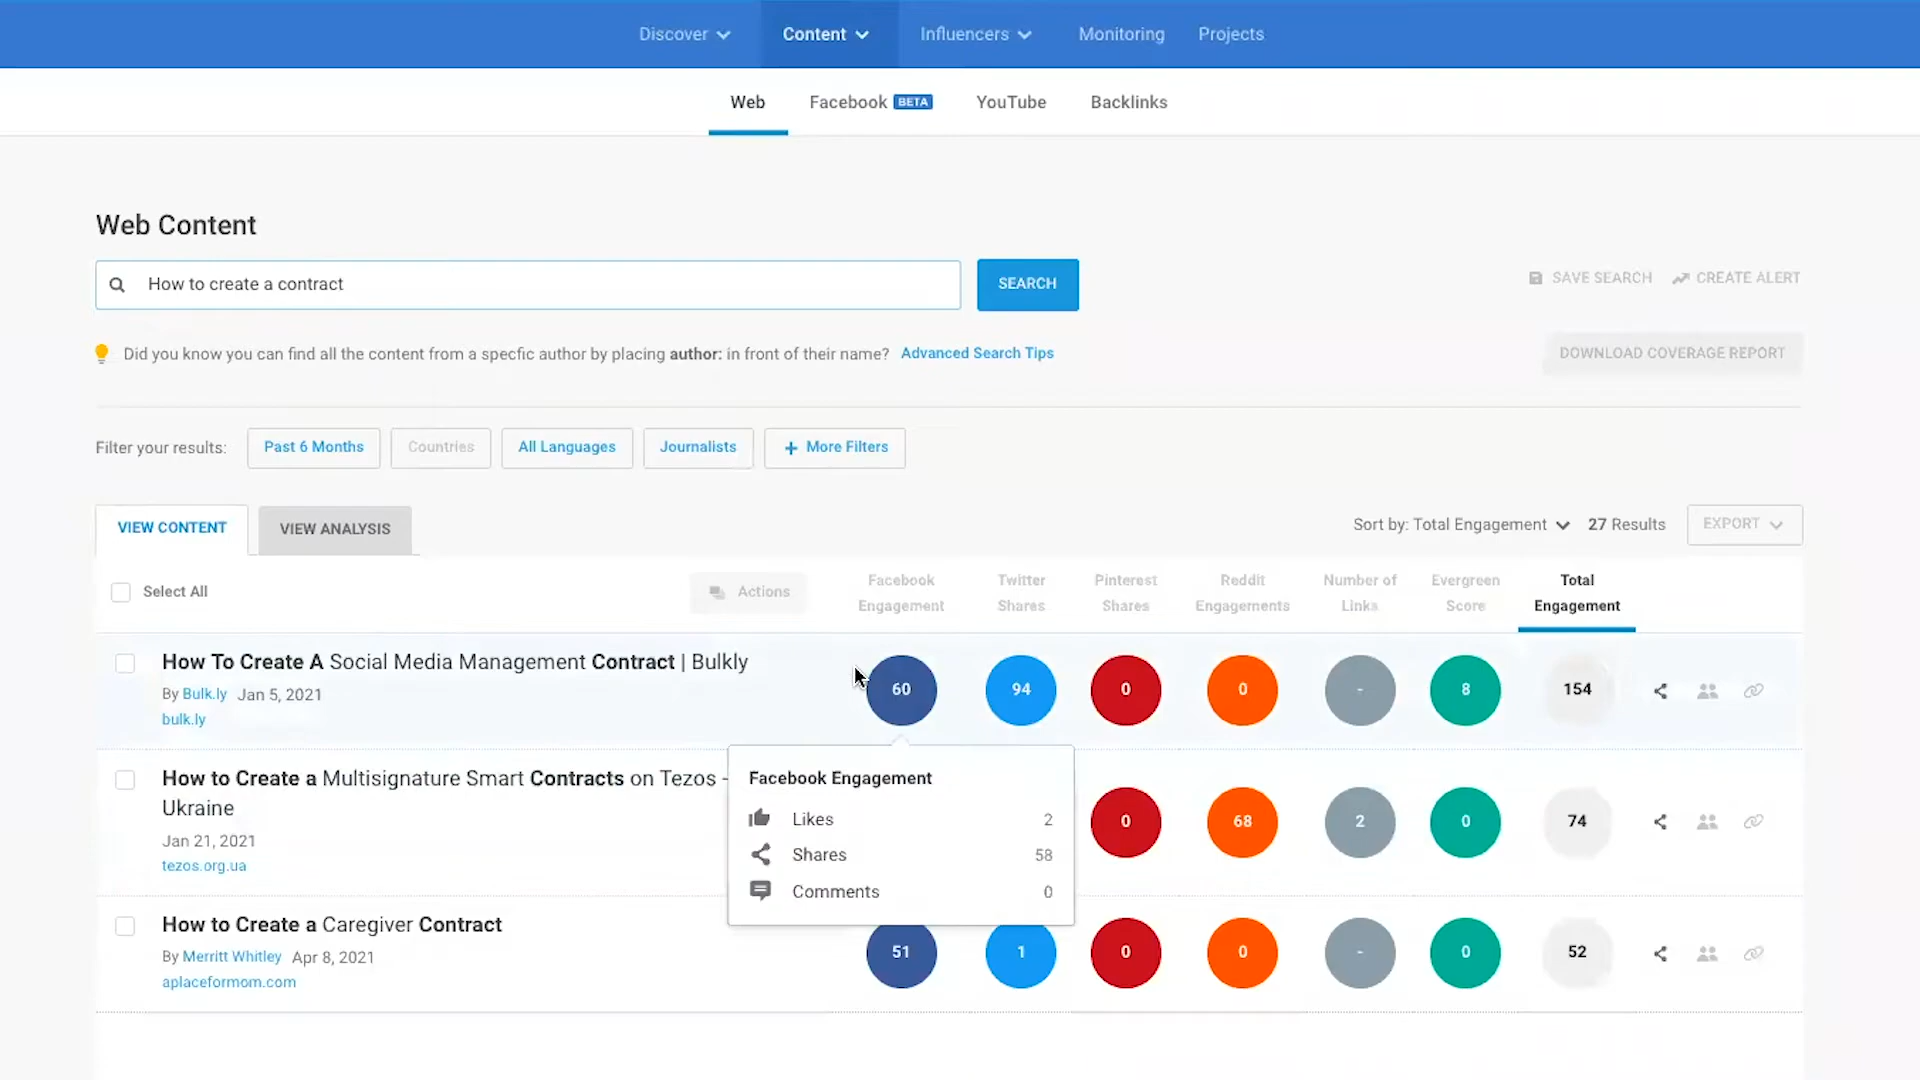 Discover Content Influencers Monitoring Projects
Web Facebook BETA YouTube Backlinks
Web Content
How to create a contract SEARCH
SAVE SEARCH CREATE ALERT
Did you know you can find all the content from a specfic author by placing author: in front of their name? Advanced Search Tips
DOWNLOAD COVERAGE REPORT
Filter your results: Past 6 Months Countries All Languages Journalists + More Filters
VIEW CONTENT VIEW ANALYSIS Sort by: Total Engagement 27 Results EXPORT
Select All Actions
Facebook Engagement
Twitter Shares
Pinterest Shares
Reddit Engagements
Number of Links
Evergreen Score
Total Engagement
How To Create A Social Media Management Contract | Bulkly
By Bulk.ly Jan 5, 2021
bulk.ly
60 94 0 0 - 8 154
How to Create a Multisignature Smart Contracts on Tezos -
Ukraine
Jan 21, 2021
tezos.org.ua
Facebook Engagement
Likes 2
Shares 58
Comments 0
0 68 2 0 74
How to Create a Caregiver Contract
By Merritt Whitley Apr 8, 2021
aplaceformom.com
51 1 0 0 - 0 52